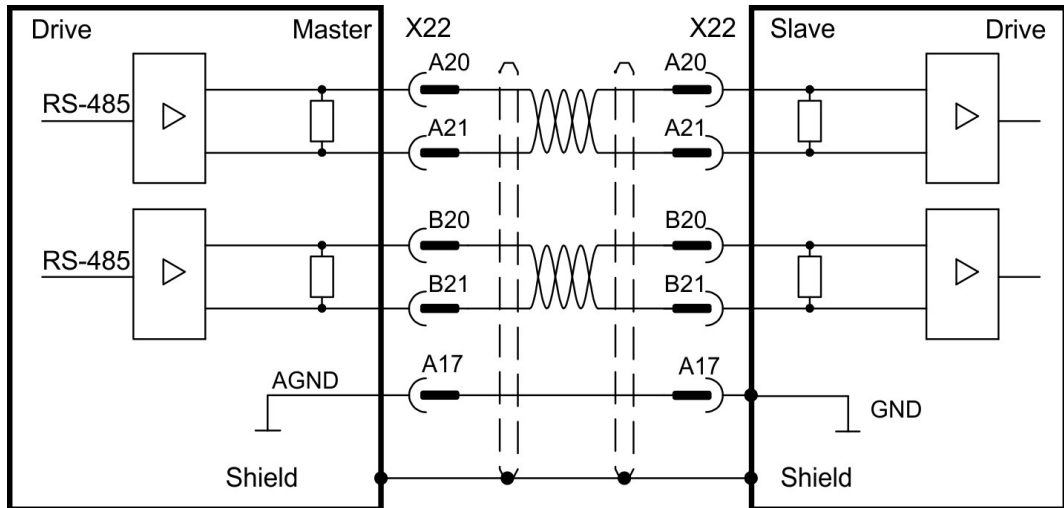 Drive Master X22 X22 Slave Drive
A20 A20
RS-485
A21 A21
B20 B20
RS-485
B21 B21
A17 A17
AGND
GND
Shield Shield